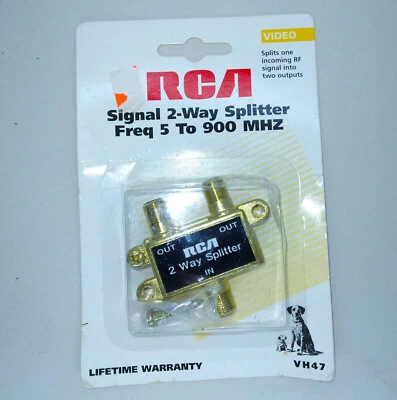 VIDEO
Splits one
incoming RF
signal into
two outputs
RCA
Signal 2-Way Splitter
Freq 5 To 900 MHZ
OUT
OUT
RCA
2 Way Splitter
IN
LIFETIME WARRANTY
VH47